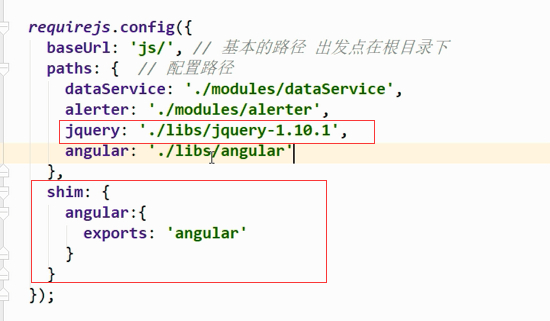 requirejs.config({
baseUrl: 'js/', // 基本的路径 出发点在根目录下
paths: { // 配置路径
dataService: './modules/dataService',
alerter: './modules/alerter',
jquery: './libs/jquery-1.10.1',
angular: './libs/angular'
},
shim: {
angular:{
exports: 'angular'
}
}
});